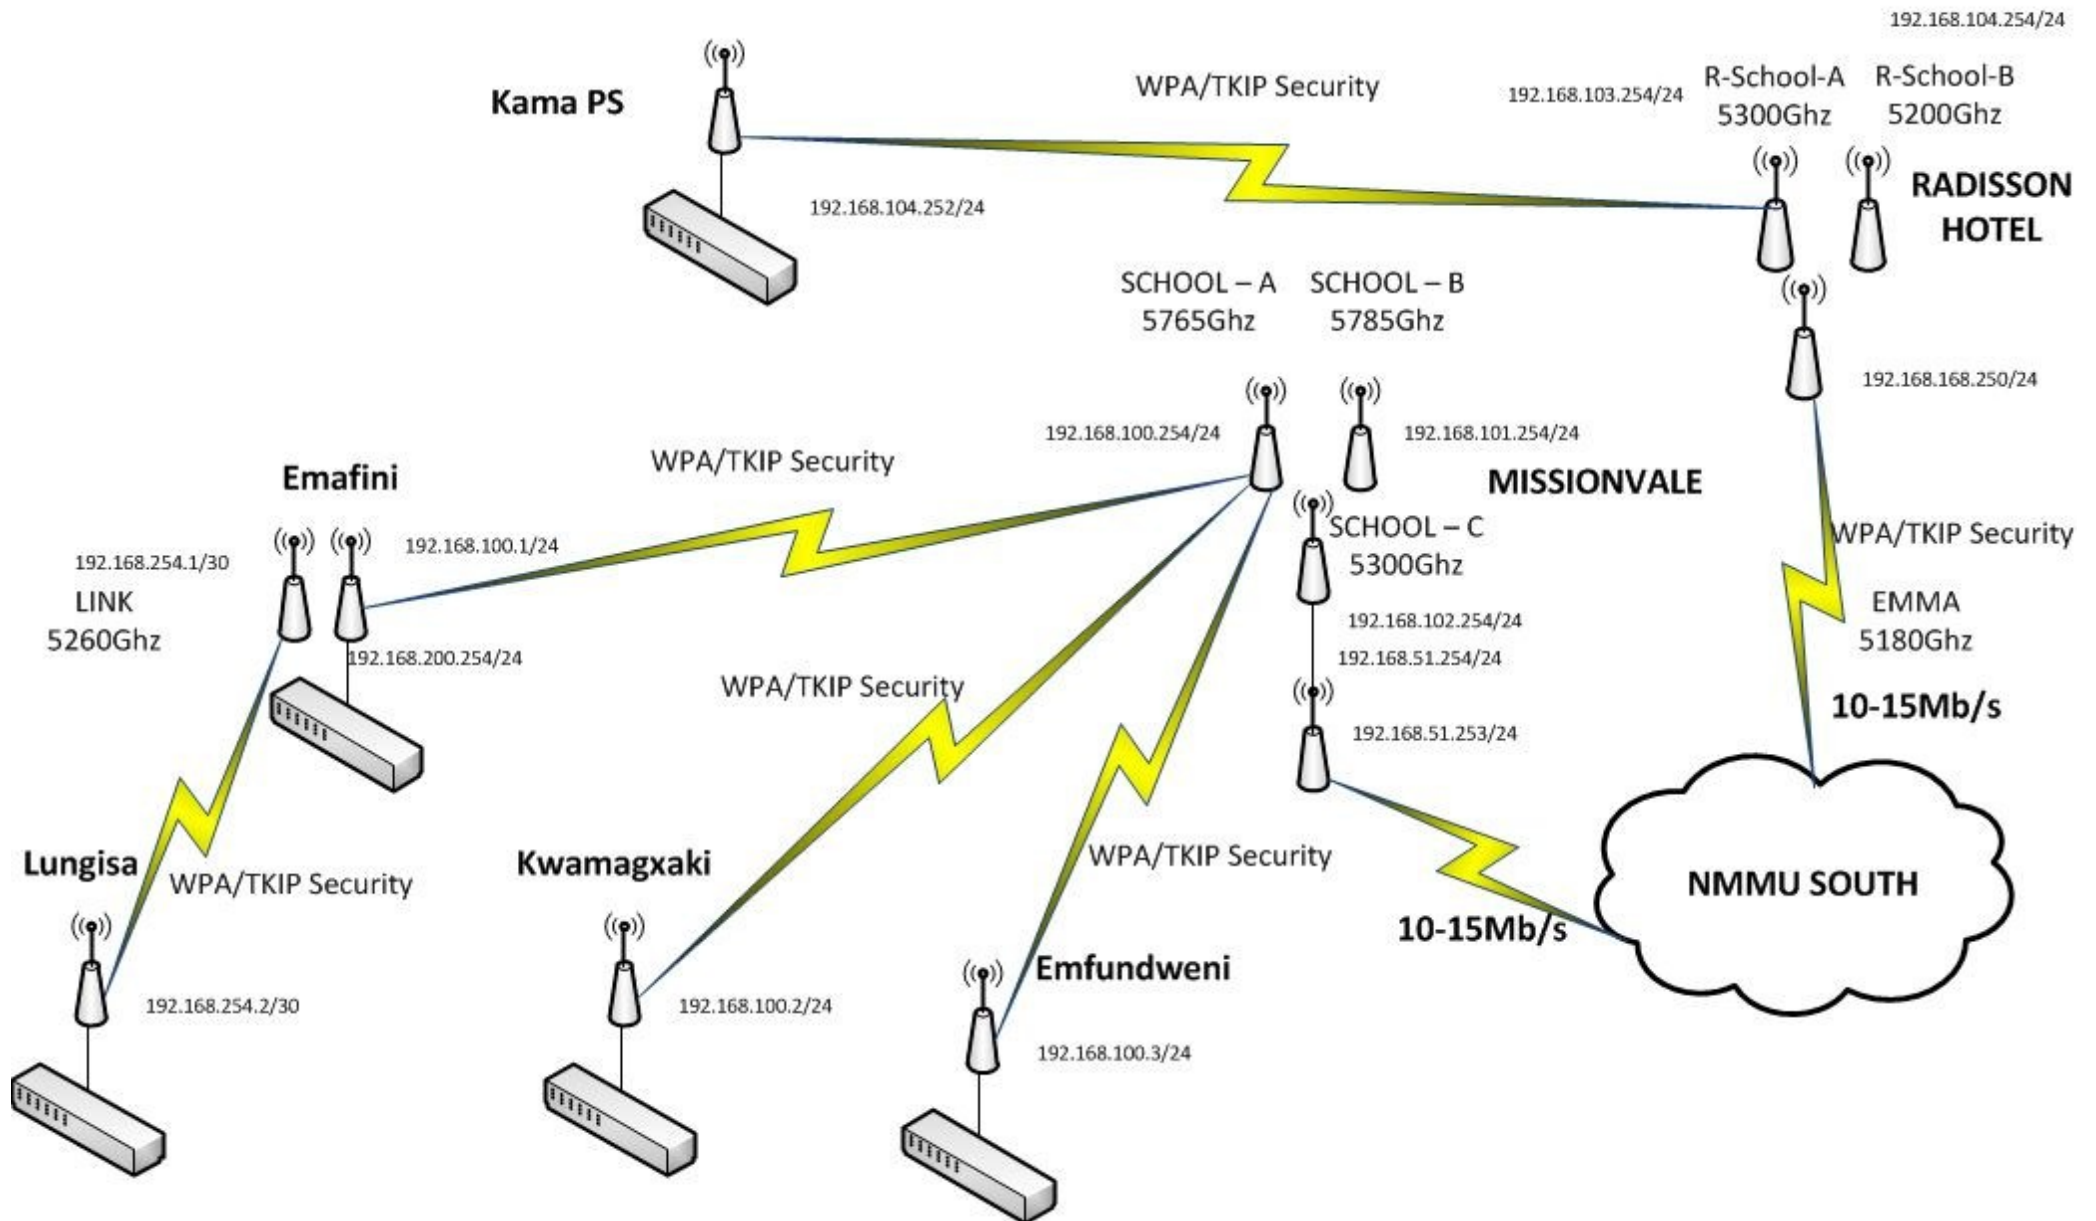 192.168.104.254/24
Kama PS
WPA/TKIP Security
192.168.103.254/24
R-School-A
5300Ghz
R-School-B
5200Ghz
RADISSON
HOTEL
192.168.104.252/24
SCHOOL – A
5765Ghz
SCHOOL – B
5785Ghz
192.168.168.250/24
192.168.100.254/24
192.168.101.254/24
WPA/TKIP Security
Emafini
MISSIONVALE
192.168.254.1/30
LINK
5260Ghz
192.168.100.1/24
SCHOOL – C
5300Ghz
WPA/TKIP Security
EMMA
5180Ghz
192.168.102.254/24
192.168.51.254/24
192.168.200.254/24
WPA/TKIP Security
10-15Mb/s
192.168.51.253/24
Lungisa
WPA/TKIP Security
Kwamagxaki
WPA/TKIP Security
NMMU SOUTH
10-15Mb/s
Emfundweni
192.168.254.2/30
192.168.100.2/24
192.168.100.3/24